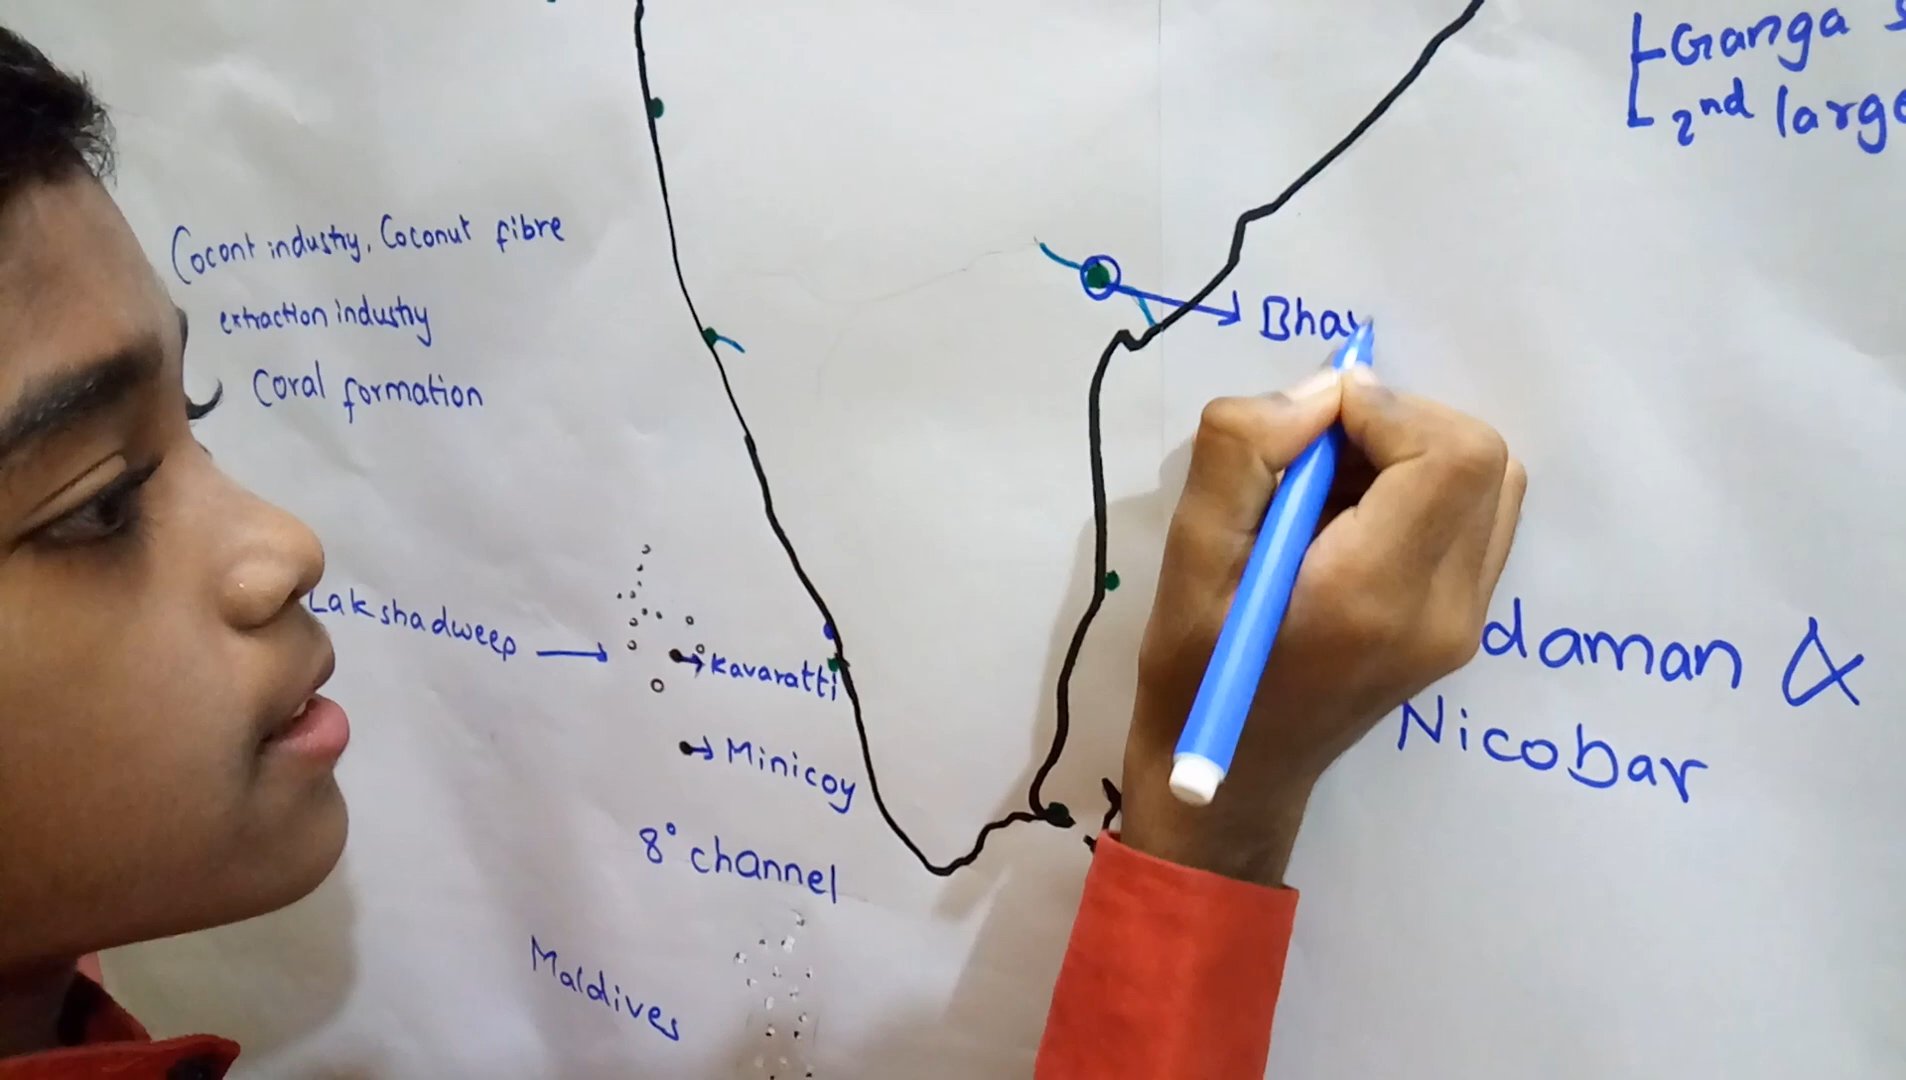 Ganga
2nd large
Cocont industry, Coconut fibre
extraction industry
Coral formation
Bhav
Lakshadweep
Kavaratti
Minicoy
8° channel
Maldives
daman &
Nicobar